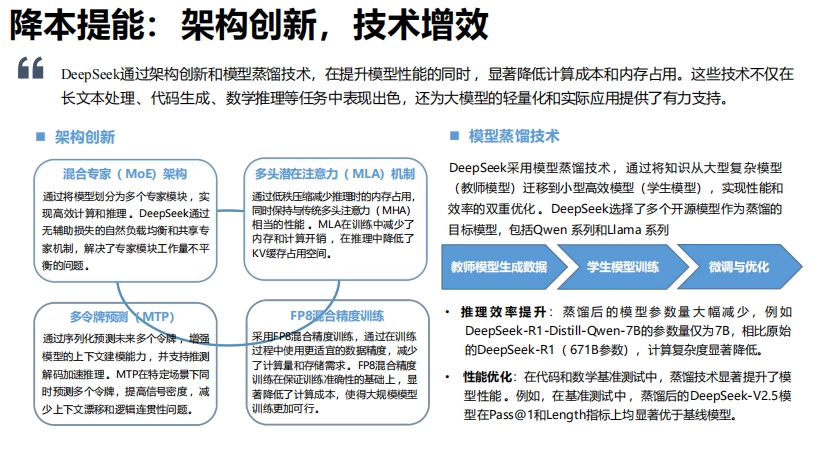 降本提能：架构创新，技术增效
DeepSeek通过架构创新和模型蒸馏技术，在提升模型性能的同时，显著降低计算成本和内存占用。这些技术不仅在
长文本处理、代码生成、数学推理等任务中表现出色，还为大模型的轻量化和实际应用提供了有力支持。
架构创新
混合专家（MoE）架构
通过将模型划分为多个专家模块，实
现高效计算和推理。DeepSeek通过
无辅助损失的自然负载均衡和共享专
家机制，解决了专家模块工作量不平
衡的问题。
多头潜在注意力（MLA）机制
通过低秩压缩减少推理时的内存占用，
同时保持与传统多头注意力（MHA）
相当的性能。MLA在训练中减少了
内存和计算开销，在推理中降低了
KV缓存占用空间。
多令牌预测（MTP）
通过序列化预测未来多个令牌，增强
模型的上下文建模能力，并支持推测
解码加速推理。MTP在特定场景下同
时预测多个令牌，提高信号密度，减
少上下文漂移和逻辑连贯性问题。
FP8混合精度训练
采用FP8混合精度训练，通过在训练
过程中使用更适宜的数据精度，减少
了计算量和存储需求。FP8混合精度
训练在保证训练准确性的基础上，显
著降低了计算成本，使得大规模模型
训练更加可行。
模型蒸馏技术
DeepSeek采用模型蒸馏技术，通过将知识从大型复杂模型
（教师模型）迁移到小型高效模型（学生模型），实现性能和
效率的双重优化。DeepSeek选择了多个开源模型作为蒸馏的
目标模型，包括Qwen 系列和Llama 系列
教师模型生成数据
学生模型训练
微调与优化
• 推理效率提升：蒸馏后的模型参数量大幅减少，例如
DeepSeek-R1-Distill-Qwen-7B的参数量仅为7B，相比原始
的DeepSeek-R1（671B参数），计算复杂度显著降低。
• 性能优化：在代码和数学基准测试中，蒸馏技术显著提升了模
型性能。例如，在基准测试中，蒸馏后的DeepSeek-V2.5模
型在Pass@1和Length指标上均显著优于基线模型。